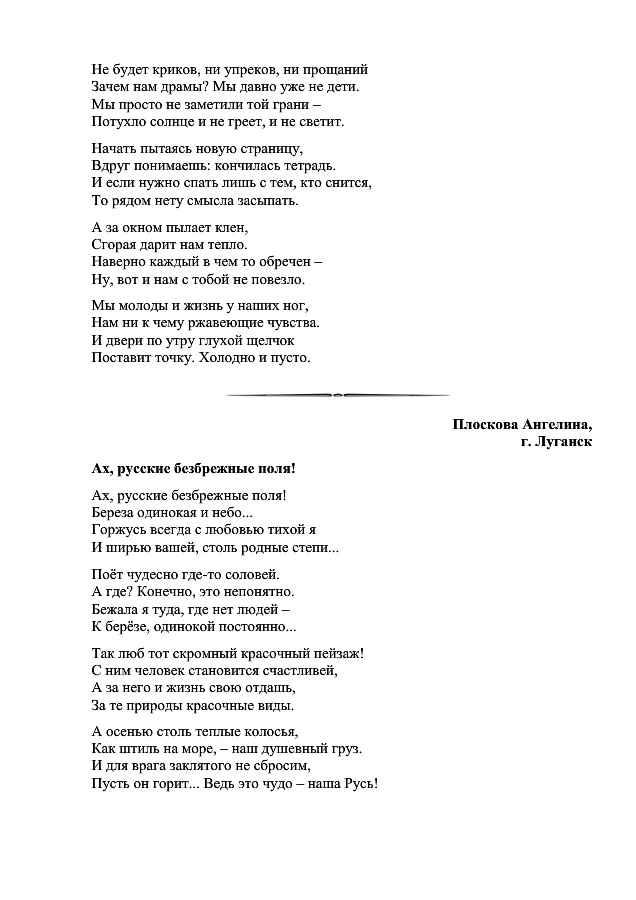 Не будет криков, ни упреков, ни прощаний
Зачем нам драмы? Мы давно уже не дети.
Мы просто не заметили той грани –
Потухло солнце и не греет, и не светит.
Начать пытаясь новую страницу,
Вдруг понимаешь: кончилась тетрадь.
И если нужно спать лишь с тем, кто снится,
То рядом нету смысла засыпать.
А за окном пылает клен,
Сгорая дарит нам тепло.
Наверно каждый в чем то обречен –
Ну, вот и нам с тобой не повезло.
Мы молоды и жизнь у наших ног,
Нам ни к чему ржавеющие чувства.
И двери по утру глухой щелчок
Поставит точку. Холодно и пусто.
Плоскова Ангелина,
г. Луганск
Ах, русские безбрежные поля!
Ах, русские безбрежные поля!
Береза одинокая и небо...
Горжусь всегда с любовью тихой я
И ширью вашей, столь родные степи...
Поёт чудесно где-то соловей.
А где? Конечно, это непонятно.
Бежала я туда, где нет людей –
К берёзе, одинокой постоянно...
Так люб тот скромный красочный пейзаж!
С ним человек становится счастливей,
А за него и жизнь свою отдашь,
За те природы красочные виды.
А осенью столь теплые колосья,
Как штиль на море, – наш душевный груз.
И для врага заклятого не сбросим,
Пусть он горит... Ведь это чудо – наша Русь!